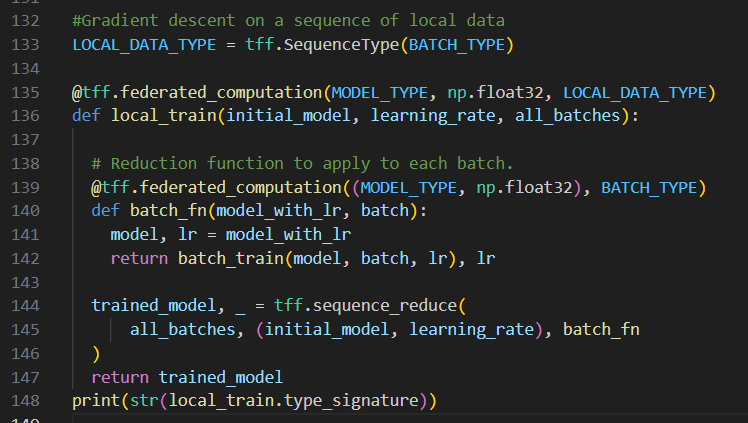 132 #Gradient descent on a sequence of local data
133 LOCAL_DATA_TYPE = tff.SequenceType(BATCH_TYPE)
134
135 @tff.federated_computation(MODEL_TYPE, np.float32, LOCAL_DATA_TYPE)
136 def local_train(initial_model, learning_rate, all_batches):
137
138   # Reduction function to apply to each batch.
139   @tff.federated_computation((MODEL_TYPE, np.float32), BATCH_TYPE)
140   def batch_fn(model_with_lr, batch):
141     model, lr = model_with_lr
142     return batch_train(model, batch, lr), lr
143
144   trained_model, _ = tff.sequence_reduce(
145       all_batches, (initial_model, learning_rate), batch_fn
146   )
147   return trained_model
148 print(str(local_train.type_signature))